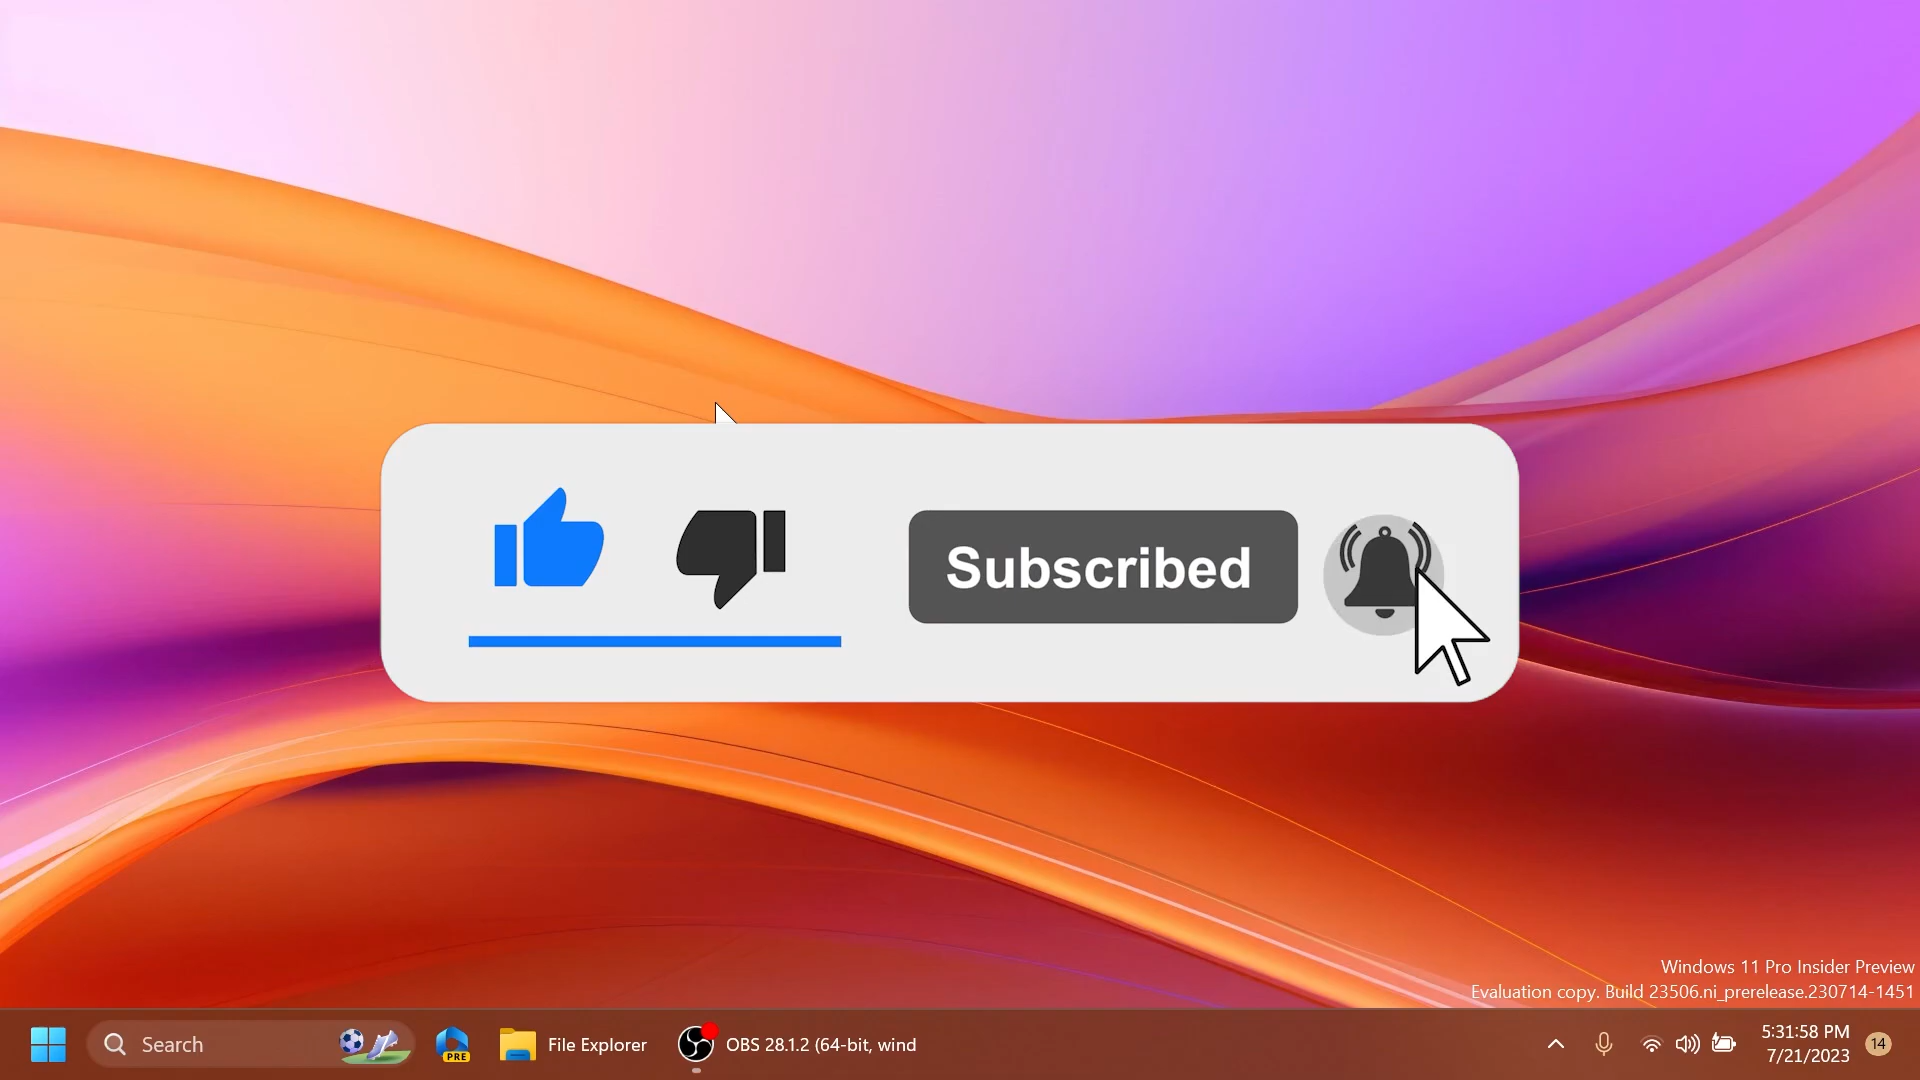 Subscribed
Windows 11 Pro Insider Preview
Evaluation copy. Build 23506.ni_prerelease.230714-1451
Search
PRE
File Explorer
OBS 28.1.2 (64-bit, wind
5:31:58 PM
7/21/2023
14